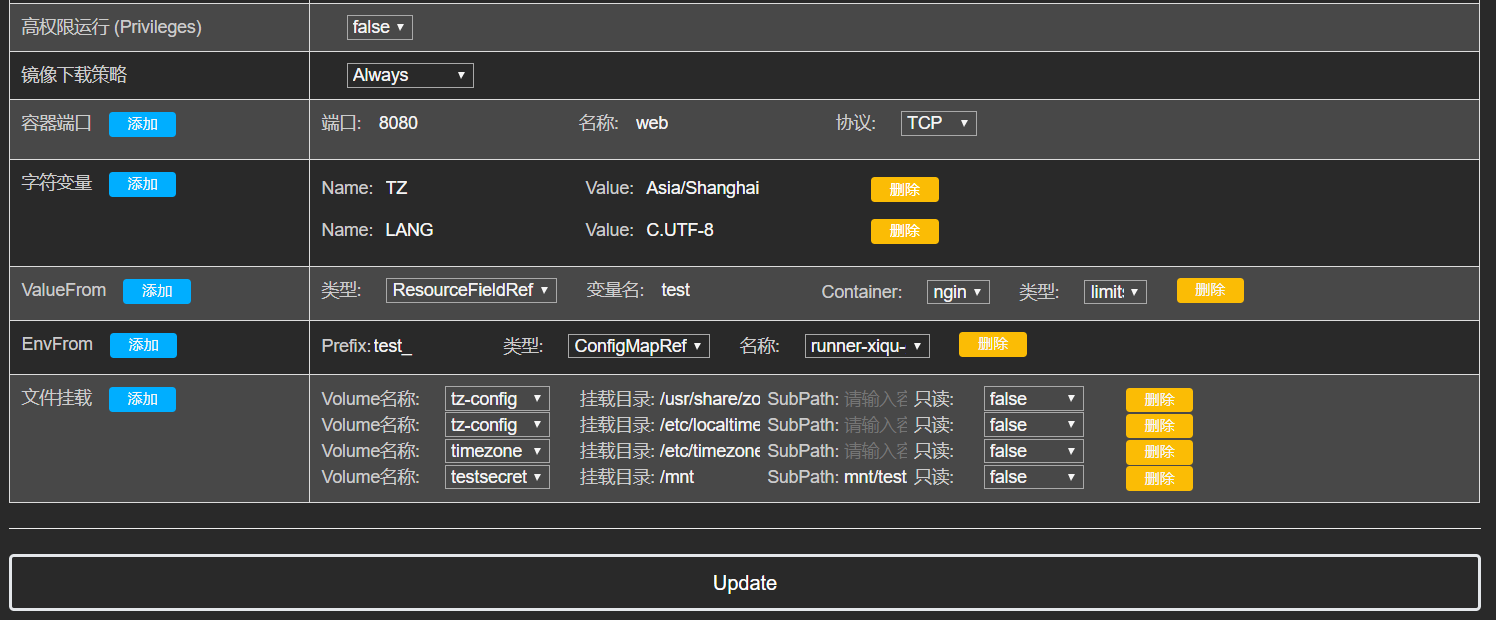 高权限运行 (Privileges) false
镜像下载策略 Always
容器端口 添加 端口: 8080 名称: web 协议: TCP
字符变量 添加 Name: TZ Value: Asia/Shanghai 删除
Name: LANG Value: C.UTF-8 删除
ValueFrom 添加 类型: ResourceFieldRef 变量名: test Container: ngin 类型: limits 删除
EnvFrom 添加 Prefix: test_ 类型: ConfigMapRef 名称: runner-xiqu- 删除
文件挂载 添加 Volume名称: tz-config 挂载目录: /usr/share/zo SubPath: 请输入容 只读: false 删除
Volume名称: tz-config 挂载目录: /etc/localtime SubPath: 请输入容 只读: false 删除
Volume名称: timezone 挂载目录: /etc/timezone SubPath: 请输入容 只读: false 删除
Volume名称: testsecret 挂载目录: /mnt SubPath: mnt/test 只读: false 删除
Update